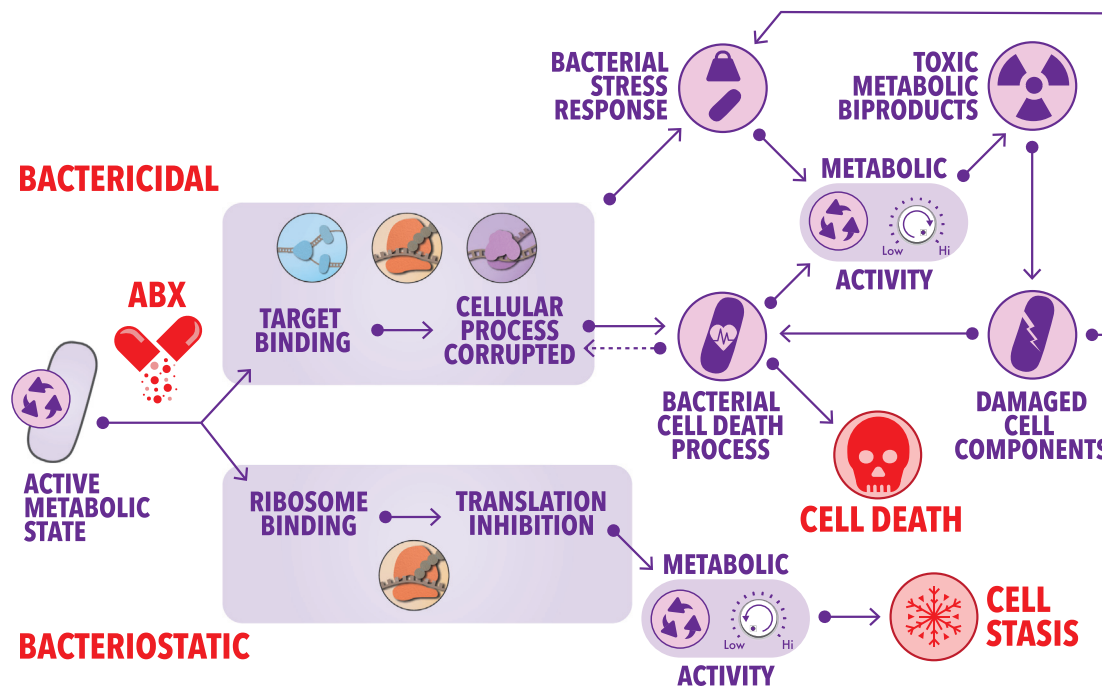 BACTERIAL
STRESS
RESPONSE
TOXIC
METABOLIC
BIPRODUCTS
BACTERICIDAL
METABOLIC
Low
Hi
ACTIVITY
ABX
TARGET
BINDING
CELLULAR
PROCESS
CORRUPTED
BACTERIAL
CELL DEATH
PROCESS
DAMAGED
CELL
COMPONENTS
CELL DEATH
ACTIVE
METABOLIC
STATE
RIBOSOME
BINDING
TRANSLATION
INHIBITION
METABOLIC
Low
Hi
ACTIVITY
CELL
STASIS
BACTERIOSTATIC